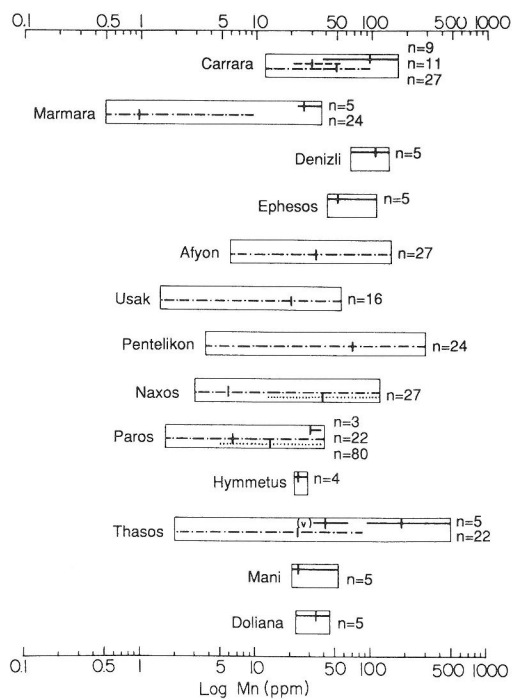 0.1 0.5 1 5 10 50 100 500 1000
n=9
Carrara n=11
n=27
n=5
Marmara n=24
Denizli n=5
Ephesos n=5
Afyon n=27
Usak n=16
Pentelikon n=24
Naxos n=27
n=3
Paros n=22
n=80
Hymmetus n=4
(v) n=5
Thasos n=22
Mani n=5
Doliana n=5
0.1 0.5 1 5 10 50 100 500 1000
Log Mn (ppm)